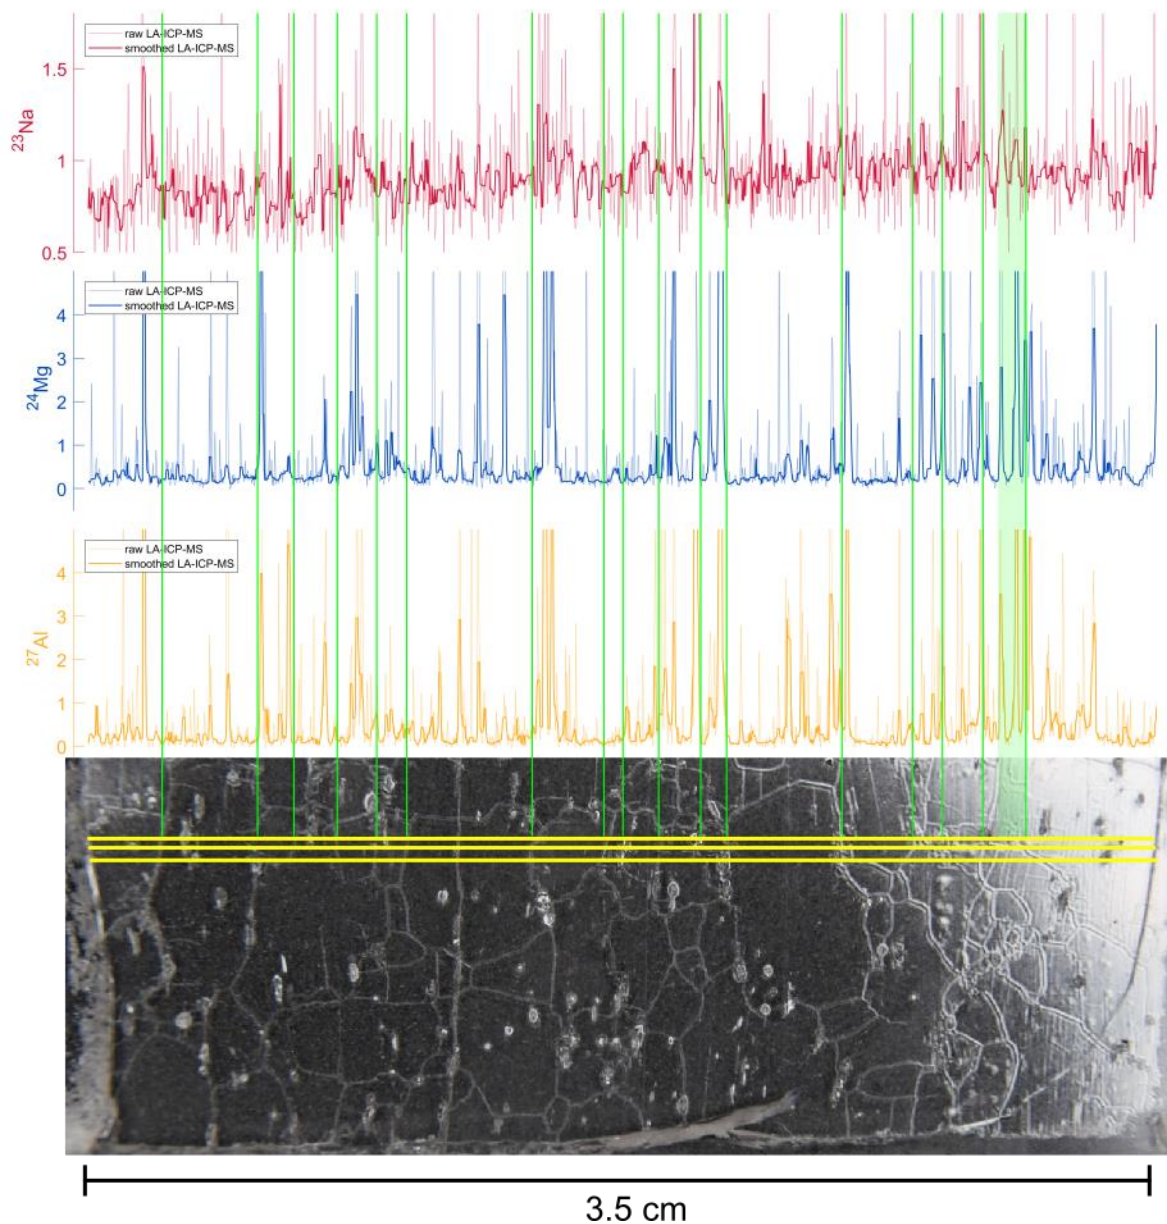 raw LA-ICP-MS
smoothed LA-ICP-MS
1.5
1
0.5
²³Na
raw LA-ICP-MS
smoothed LA-ICP-MS
4
3
2
1
0
²⁴Mg
raw LA-ICP-MS
smoothed LA-ICP-MS
4
3
2
1
0
²⁷Al
3.5 cm